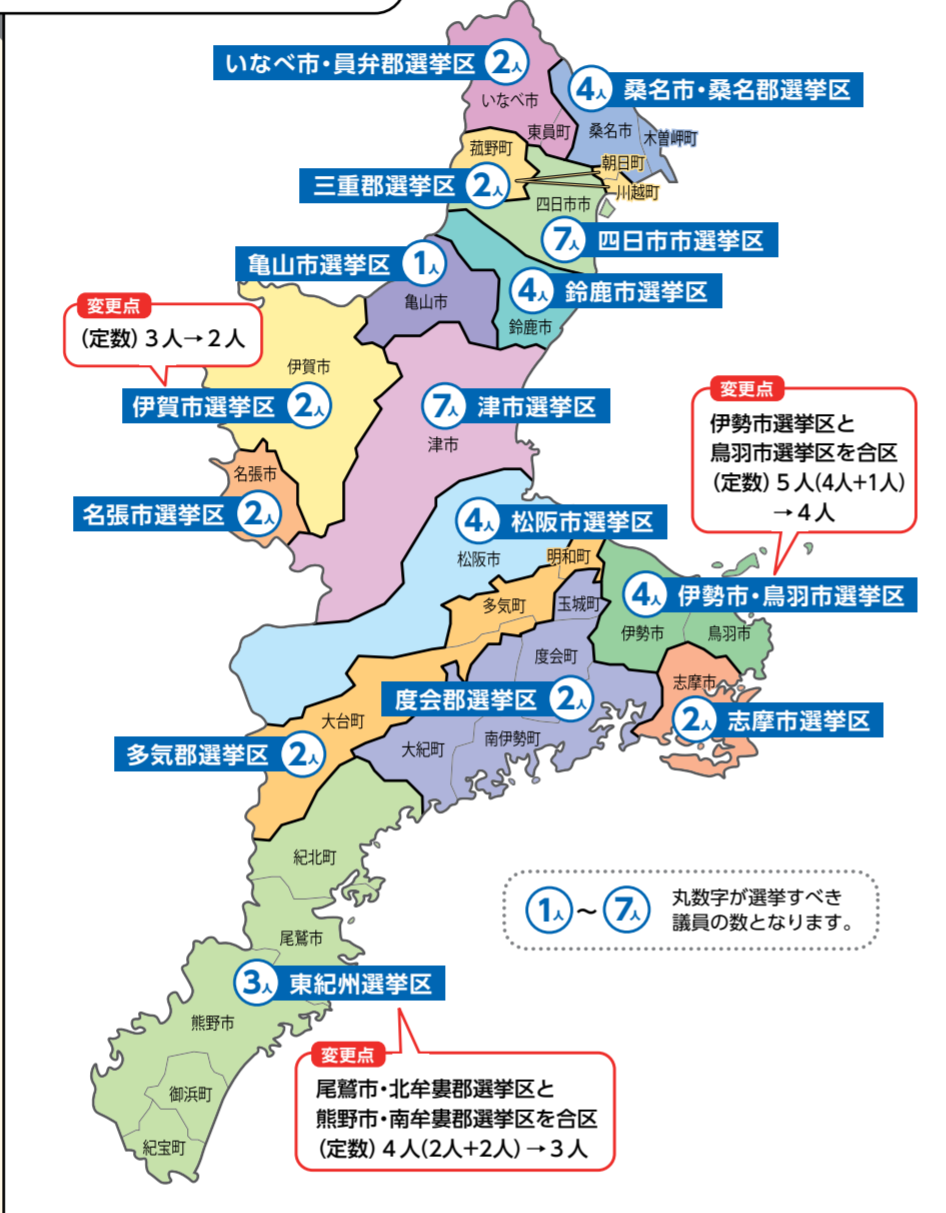 いなべ市・員弁郡選挙区 2人
いなべ市
4人 桑名市・桑名郡選挙区
東員町
桑名市
木曽岬町
菰野町
朝日町
三重郡選挙区 2人
川越町
四日市市
7人 四日市市選挙区
亀山市選挙区 1人
亀山市
4人 鈴鹿市選挙区
鈴鹿市
変更点
(定数)3人→2人
伊賀市
伊賀市選挙区 2人
7人 津市選挙区
津市
変更点
伊勢市選挙区と
鳥羽市選挙区を合区
(定数)5人(4人+1人)
→4人
名張市
名張市選挙区 2人
4人 松阪市選挙区
松阪市
明和町
多気町
玉城町
4人 伊勢市・鳥羽市選挙区
伊勢市
鳥羽市
度会町
志摩市
度会郡選挙区 2人
2人 志摩市選挙区
大台町
多気郡選挙区 2人
大紀町
南伊勢町
紀北町
1人～7人
丸数字が選挙すべき
議員の数となります。
尾鷲市
3人 東紀州選挙区
熊野市
変更点
尾鷲市・北牟婁郡選挙区と
熊野市・南牟婁郡選挙区を合区
(定数)4人(2人+2人)→3人
御浜町
紀宝町